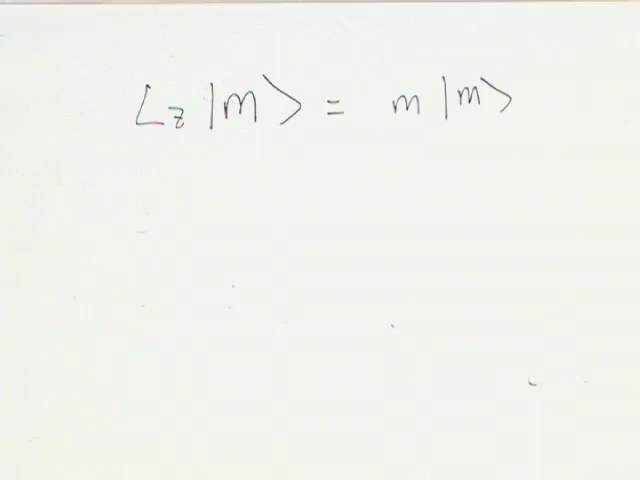 L_z |m⟩ = m |m⟩